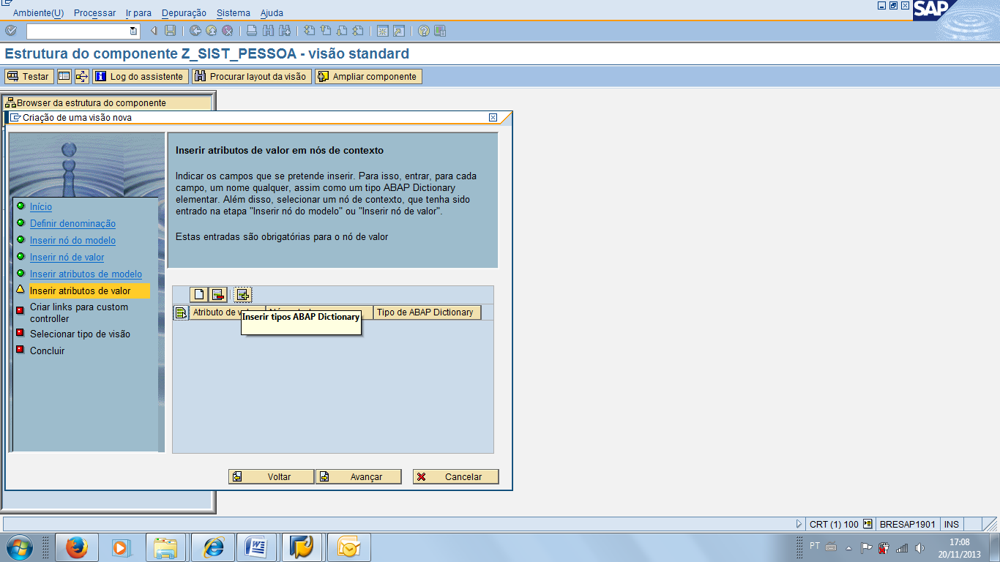 Ambiente(U) Processar Ir para Depuração Sistema Ajuda
SAP
Estrutura do componente Z_SIST_PESSOA - visão standard
Testar Log do assistente Procurar layout da visão Ampliar componente
Browser da estrutura do componente
Criação de uma visão nova
Inserir atributos de valor em nós de contexto
Indicar os campos que se pretende inserir. Para isso, entrar, para cada
campo, um nome qualquer, assim como um tipo ABAP Dictionary
elementar. Além disso, selecionar um nó de contexto, que tenha sido
entrado na etapa "Inserir nó do modelo" ou "Inserir nó de valor".
Estas entradas são obrigatórias para o nó de valor
Início
Definir denominação
Inserir nó do modelo
Inserir nó de valor
Inserir atributos de modelo
Inserir atributos de valor
Criar links para custom
controller
Selecionar tipo de visão
Concluir
Atributo de Tipo de ABAP Dictionary
Inserir tipos ABAP Dictionary
Voltar Avançar Cancelar
CRT (1) 100 BRESAP1901 INS
PT 17:08
20/11/2013